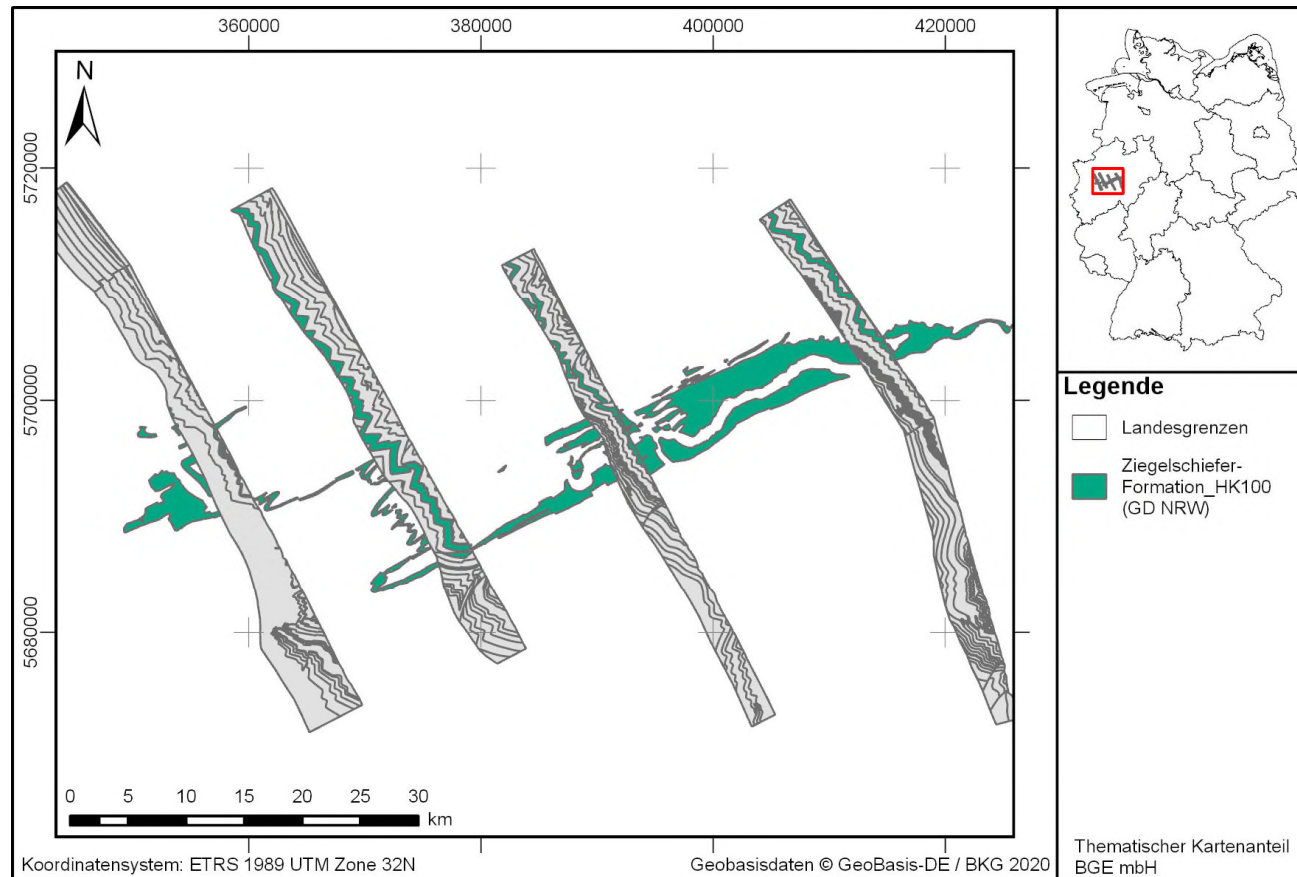 360000 380000 400000 420000
N
5720000
5700000
5680000
0 5 10 15 20 25 30
km
Koordinatensystem: ETRS 1989 UTM Zone 32N
Geobasisdaten © GeoBasis-DE / BKG 2020
Legende
Landesgrenzen
Ziegelschiefer-
Formation_HK100
(GD NRW)
Thematischer Kartenanteil
BGE mbH